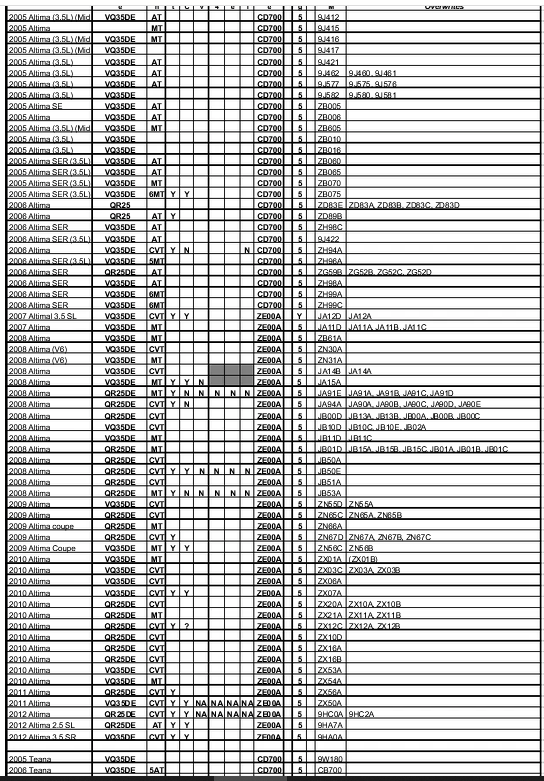 Overwrites
2005 Altima (3.5L) (Mid VQ35DE AT CD700 5 9J412
VQ35DE MT CD700 5 9J415
2005 Altima (3.5L) (Mid VQ35DE MT CD700 5 9J416
2005 Altima (3.5L) (Mid VQ35DE CD700 5 9J417
2005 Altima (3.5L) VQ35DE AT CD700 5 9J421
2005 Altima (3.5L) VQ35DE AT CD700 5 9J462 9J460, 9J461
2005 Altima (3.5L) VQ35DE AT CD700 5 9J577 9J575, 9J576
2005 Altima (3.5L) VQ35DE CD700 5 9J582 9J580, 9J581
2005 Altima SE VQ35DE AT CD700 5 ZB005
2005 Altima VQ35DE AT CD700 5 ZB006
2005 Altima (3.5L) (Mid VQ35DE MT CD700 5 ZB605
2005 Altima (3.5L) VQ35DE CD700 5 ZB010
2005 Altima (3.5L) VQ35DE CD700 5 ZB016
2005 Altima SER (3.5L) VQ35DE AT CD700 5 ZB060
2005 Altima SER (3.5L) VQ35DE AT CD700 5 ZB065
2005 Altima SER (3.5L) VQ35DE MT CD700 5 ZB070
2005 Altima SER (3.5L) VQ35DE 6MT Y Y CD700 5 ZB075
2006 Altima QR25 CD700 5 ZD83E ZD83A, ZD83B, ZD83C, ZD83D
2006 Altima QR25 AT Y CD700 5 ZD89B
2006 Altima SER VQ35DE AT CD700 5 ZH98C
2006 Altima SER (3.5L) VQ35DE AT CD700 5 9J422
2006 Altima VQ35DE CVT Y N N CD700 5 ZH94A
2006 Altima SER (3.5L) VQ35DE 5MT CD700 5 ZH96A
2006 Altima SER QR25DE AT CD700 5 ZG59B ZG52B, ZG52C, ZG52D
2006 Altima SER VQ35DE AT CD700 5 ZH98A
2006 Altima SER VQ35DE 6MT CD700 5 ZH99A
2006 Altima SER VQ35DE 6MT CD700 5 ZH99C
2007 Altimal 3.5 SL VQ35DE CVT Y Y ZE00A Y JA12D JA12A
2007 Altima VQ35DE MT ZE00A 5 JA11D JA11A, JA11B, JA11C
2008 Altima VQ35DE MT ZE00A 5 ZB61A
2008 Altima (V6) VQ35DE CVT ZE00A 5 ZN30A
2008 Altima (V6) VQ35DE MT ZE00A 5 ZN31A
2008 Altima VQ35DE CVT ZE00A 5 JA14B JA14A
2008 Altima VQ35DE MT Y Y N ZE00A 5 JA15A
2008 Altima QR25DE MT Y N N N N N ZE00A 5 JA91E JA91A, JA91B, JA91C, JA91D
2008 Altima QR25DE CVT Y N ZE00A 5 JA94A JA90A, JA90B, JA90C, JA90D, JA90E
2008 Altima QR25DE CVT ZE00A 5 JB00D JB13A, JB13B, JB00A, JB00B, JB00C
2008 Altima VQ35DE CVT ZE00A 5 JB10D JB10C, JB10E, JB02A
2008 Altima VQ35DE MT ZE00A 5 JB11D JB11C
2008 Altima QR25DE MT ZE00A 5 JB01D JB15A, JB15B, JB15C, JB01A, JB01B, JB01C
2008 Altima QR25DE CVT ZE00A 5 JB50A
2008 Altima QR25DE CVT Y Y N N N N ZE00A 5 JB50E
2008 Altima QR25DE CVT ZE00A 5 JB51A
2008 Altima QR25DE MT Y N N N N N ZE00A 5 JB53A
2009 Altima VQ35DE CVT ZE00A 5 ZN55D ZN55A
2009 Altima QR25DE CVT ZE00A 5 ZN65C ZN65A, ZN65B
2009 Altima coupe QR25DE MT ZE00A 5 ZN66A
2009 Altima QR25DE CVT Y ZE00A 5 ZN67D ZN67A, ZN67B, ZN67C
2009 Altima Coupe VQ35DE MT Y Y ZE00A 5 ZN56C ZN56B
2010 Altima VQ35DE MT ZE00A 5 ZX01A (ZX01B)
2010 Altima VQ35DE CVT ZE00A 5 ZX03C ZX03A, ZX03B
2010 Altima VQ35DE CVT ZE00A 5 ZX06A
2010 Altima VQ35DE CVT Y Y ZE00A 5 ZX07A
2010 Altima QR25DE CVT ZE00A 5 ZX20A ZX10A, ZX10B
2010 Altima QR25DE MT ZE00A 5 ZX21A ZX11A, ZX11B
2010 Altima QR25DE CVT Y ? ZE00A 5 ZX12C ZX12A, ZX12B
2010 Altima QR25DE CVT ZE00A 5 ZX10D
2010 Altima QR25DE CVT ZE00A 5 ZX16A
2010 Altima QR25DE CVT ZE00A 5 ZX16B
2010 Altima VQ35DE CVT ZE00A 5 ZX53A
2010 Altima VQ35DE MT ZE00A 5 ZX54A
2011 Altima QR25DE CVT Y ZE00A 5 ZX56A
2011 Altima VQ35DE CVT Y Y NA NA NA NA ZE00A 5 ZX50A
2012 Altima QR25DE CVT Y Y NA NA NA NA ZE00A 5 9HC0A 9HC2A
2012 Altima 2.5 SL QR25DE AT Y Y ZE00A 5 9HA7A
2012 Altima 3.5 SR VQ35DE CVT Y Y ZE00A 5 9HA0A
2005 Teana VQ35DE CD700 5 9W180
2006 Teana VQ35DE 5AT CD700 5 CB700